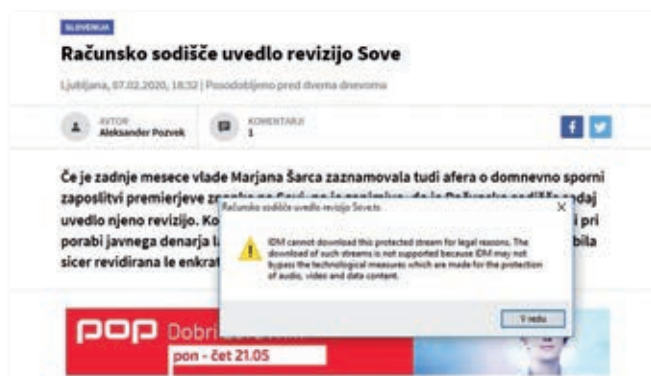 SLOVENIJA
Računsko sodišče uvedlo revizijo Sove
Ljubljana, 07.02.2020, 18:32 | Posodobljeno pred dvema dnevoma
AVTOR
Aleksander Pozvek
KOMENTARJI
1
Če je zadnje mesece vlade Marjana Šarca zaznamovala tudi afera o domnevno sporni
zaposlitvi premierjeve
uvedlo njeno revizijo.
i pri
porabi javnega denarja
bila
sicer revidirana le enkrat
Računsko sodišče uvedlo revizijo Sove.ts
X
IDM cannot download this protected stream for legal reasons. The
download of such streams is not supported because IDM may not
bypass the technological measures which are made for the protection
of audio, video and data content.
V redu
POP
pon - čet 21.05